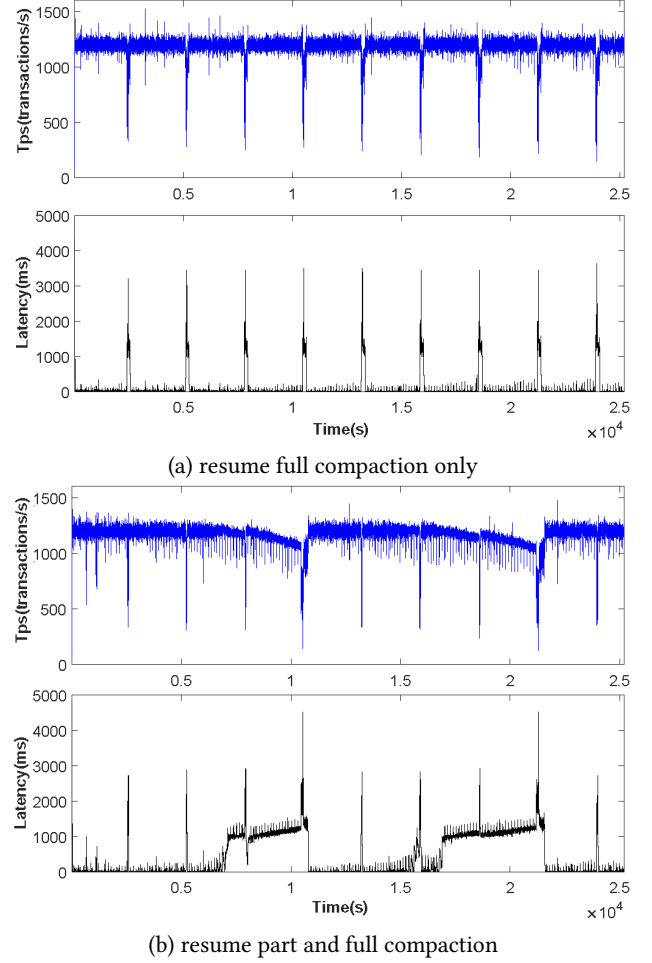 1500
1000
500
0
Tps(transactions/s)
0.5 1 1.5 2 2.5
5000
4000
3000
2000
1000
0
Latency(ms)
0.5 1 1.5 2 2.5
Time(s)
×10^4
(a) resume full compaction only
1500
1000
500
0
Tps(transactions/s)
0.5 1 1.5 2 2.5
5000
4000
3000
2000
1000
0
Latency(ms)
0.5 1 1.5 2 2.5
Time(s)
×10^4
(b) resume part and full compaction